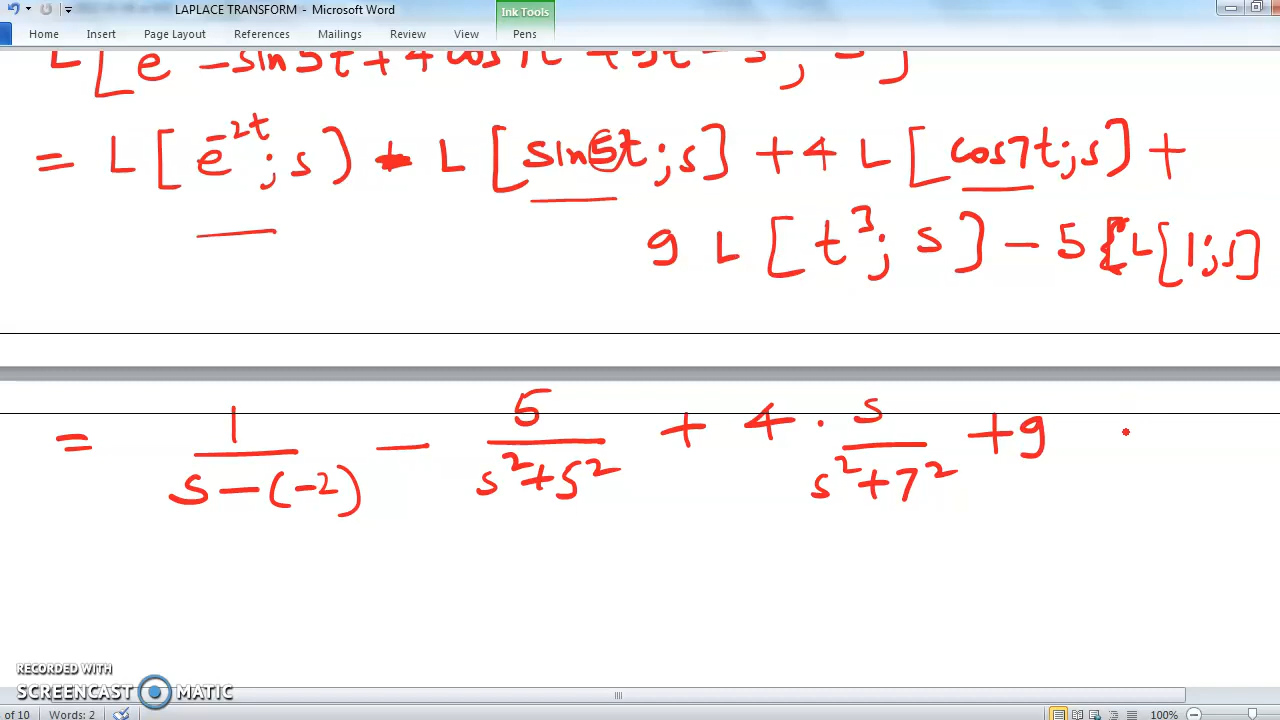 LAPLACE TRANSFORM - Microsoft Word
Ink Tools
Home Insert Page Layout References Mailings Review View Pens
= L[e^{-2t};s) - L[sin5t;s] + 4 L[cos7t;s] +
9 L[t^3; s] - 5 L[1;s]
= 1/(s-(-2)) - 5/(s^2+5^2) + 4 · s/(s^2+7^2) + 9 ·
RECORDED WITH
SCREENCAST MATIC
of 10 Words: 2 100%